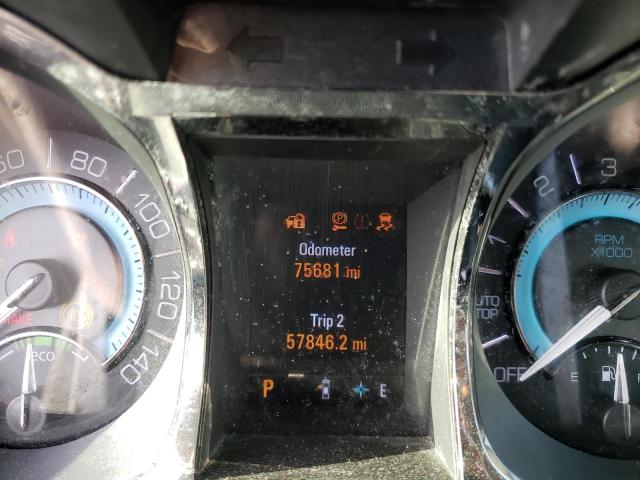 60
80
100
120
140
4
eco
Odometer
75681 mi
Trip 2
57846.2 mi
P
E
3
2
1
AUTO
STOP
OFF
RPM
X1000
E